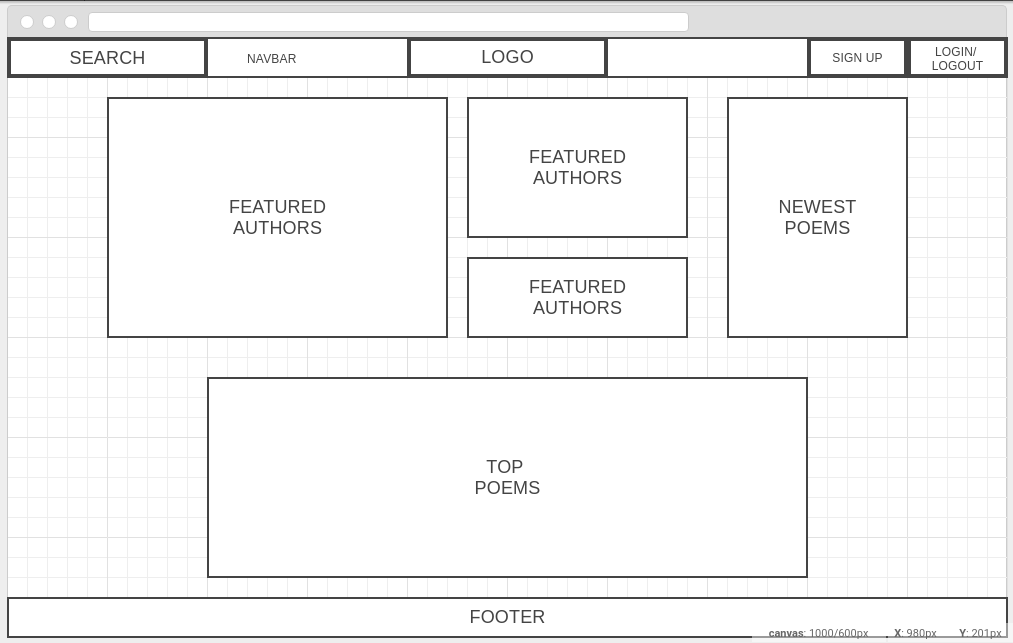 SEARCH
NAVBAR
LOGO
SIGN UP
LOGIN/
LOGOUT
FEATURED
AUTHORS
FEATURED
AUTHORS
FEATURED
AUTHORS
NEWEST
POEMS
TOP
POEMS
FOOTER
canvas: 1000/600px X: 980px Y: 201px